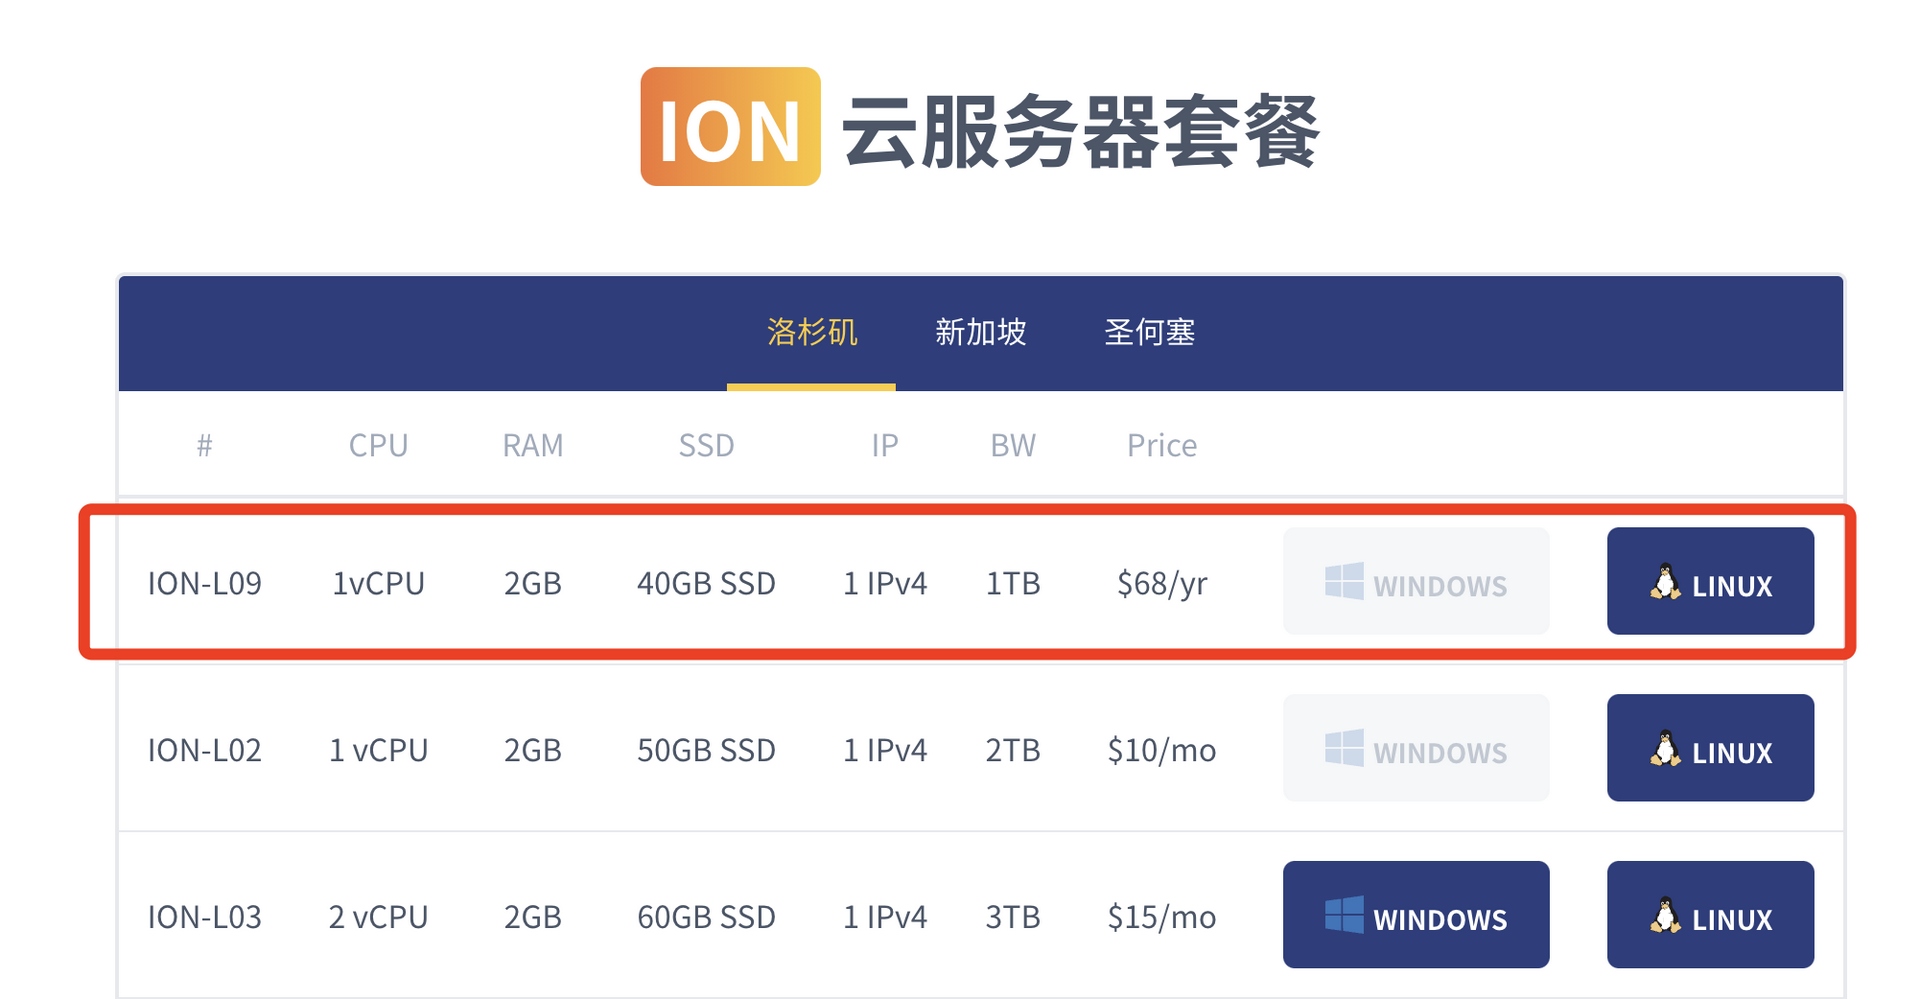 ION 云服务器套餐
洛杉矶 新加坡 圣何塞
# CPU RAM SSD IP BW Price
ION-L09 1vCPU 2GB 40GB SSD 1 IPv4 1TB $68/yr WINDOWS LINUX
ION-L02 1 vCPU 2GB 50GB SSD 1 IPv4 2TB $10/mo WINDOWS LINUX
ION-L03 2 vCPU 2GB 60GB SSD 1 IPv4 3TB $15/mo WINDOWS LINUX